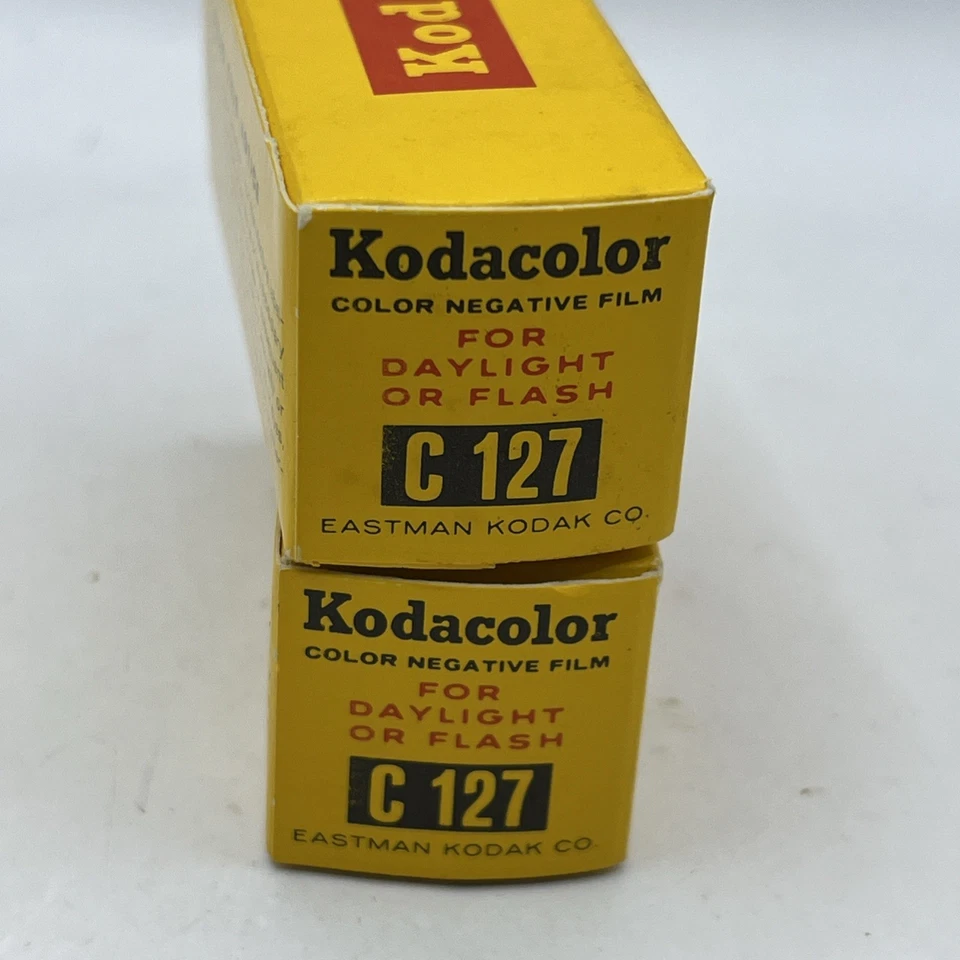 Kod
Kodacolor
COLOR NEGATIVE FILM
FOR
DAYLIGHT
OR FLASH
C 127
EASTMAN KODAK CO.
Kodacolor
COLOR NEGATIVE FILM
FOR
DAYLIGHT
OR FLASH
C 127
EASTMAN KODAK CO.